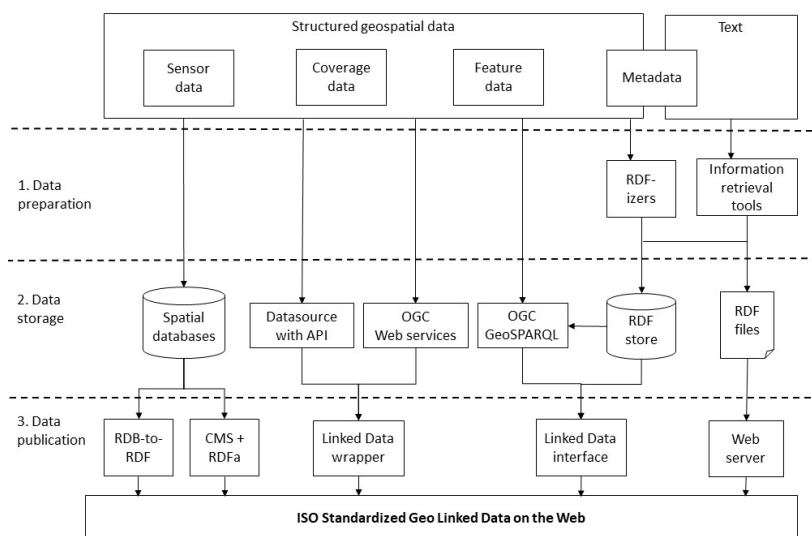 Structured geospatial data
Text
Sensor
data
Coverage
data
Feature
data
Metadata
1. Data
preparation
RDF-
izers
Information
retrieval
tools
2. Data
storage
Spatial
databases
Datasource
with API
OGC
Web services
OGC
GeoSPARQL
RDF
store
RDF
files
3. Data
publication
RDB-to-
RDF
CMS +
RDFa
Linked Data
wrapper
Linked Data
interface
Web
server
ISO Standardized Geo Linked Data on the Web